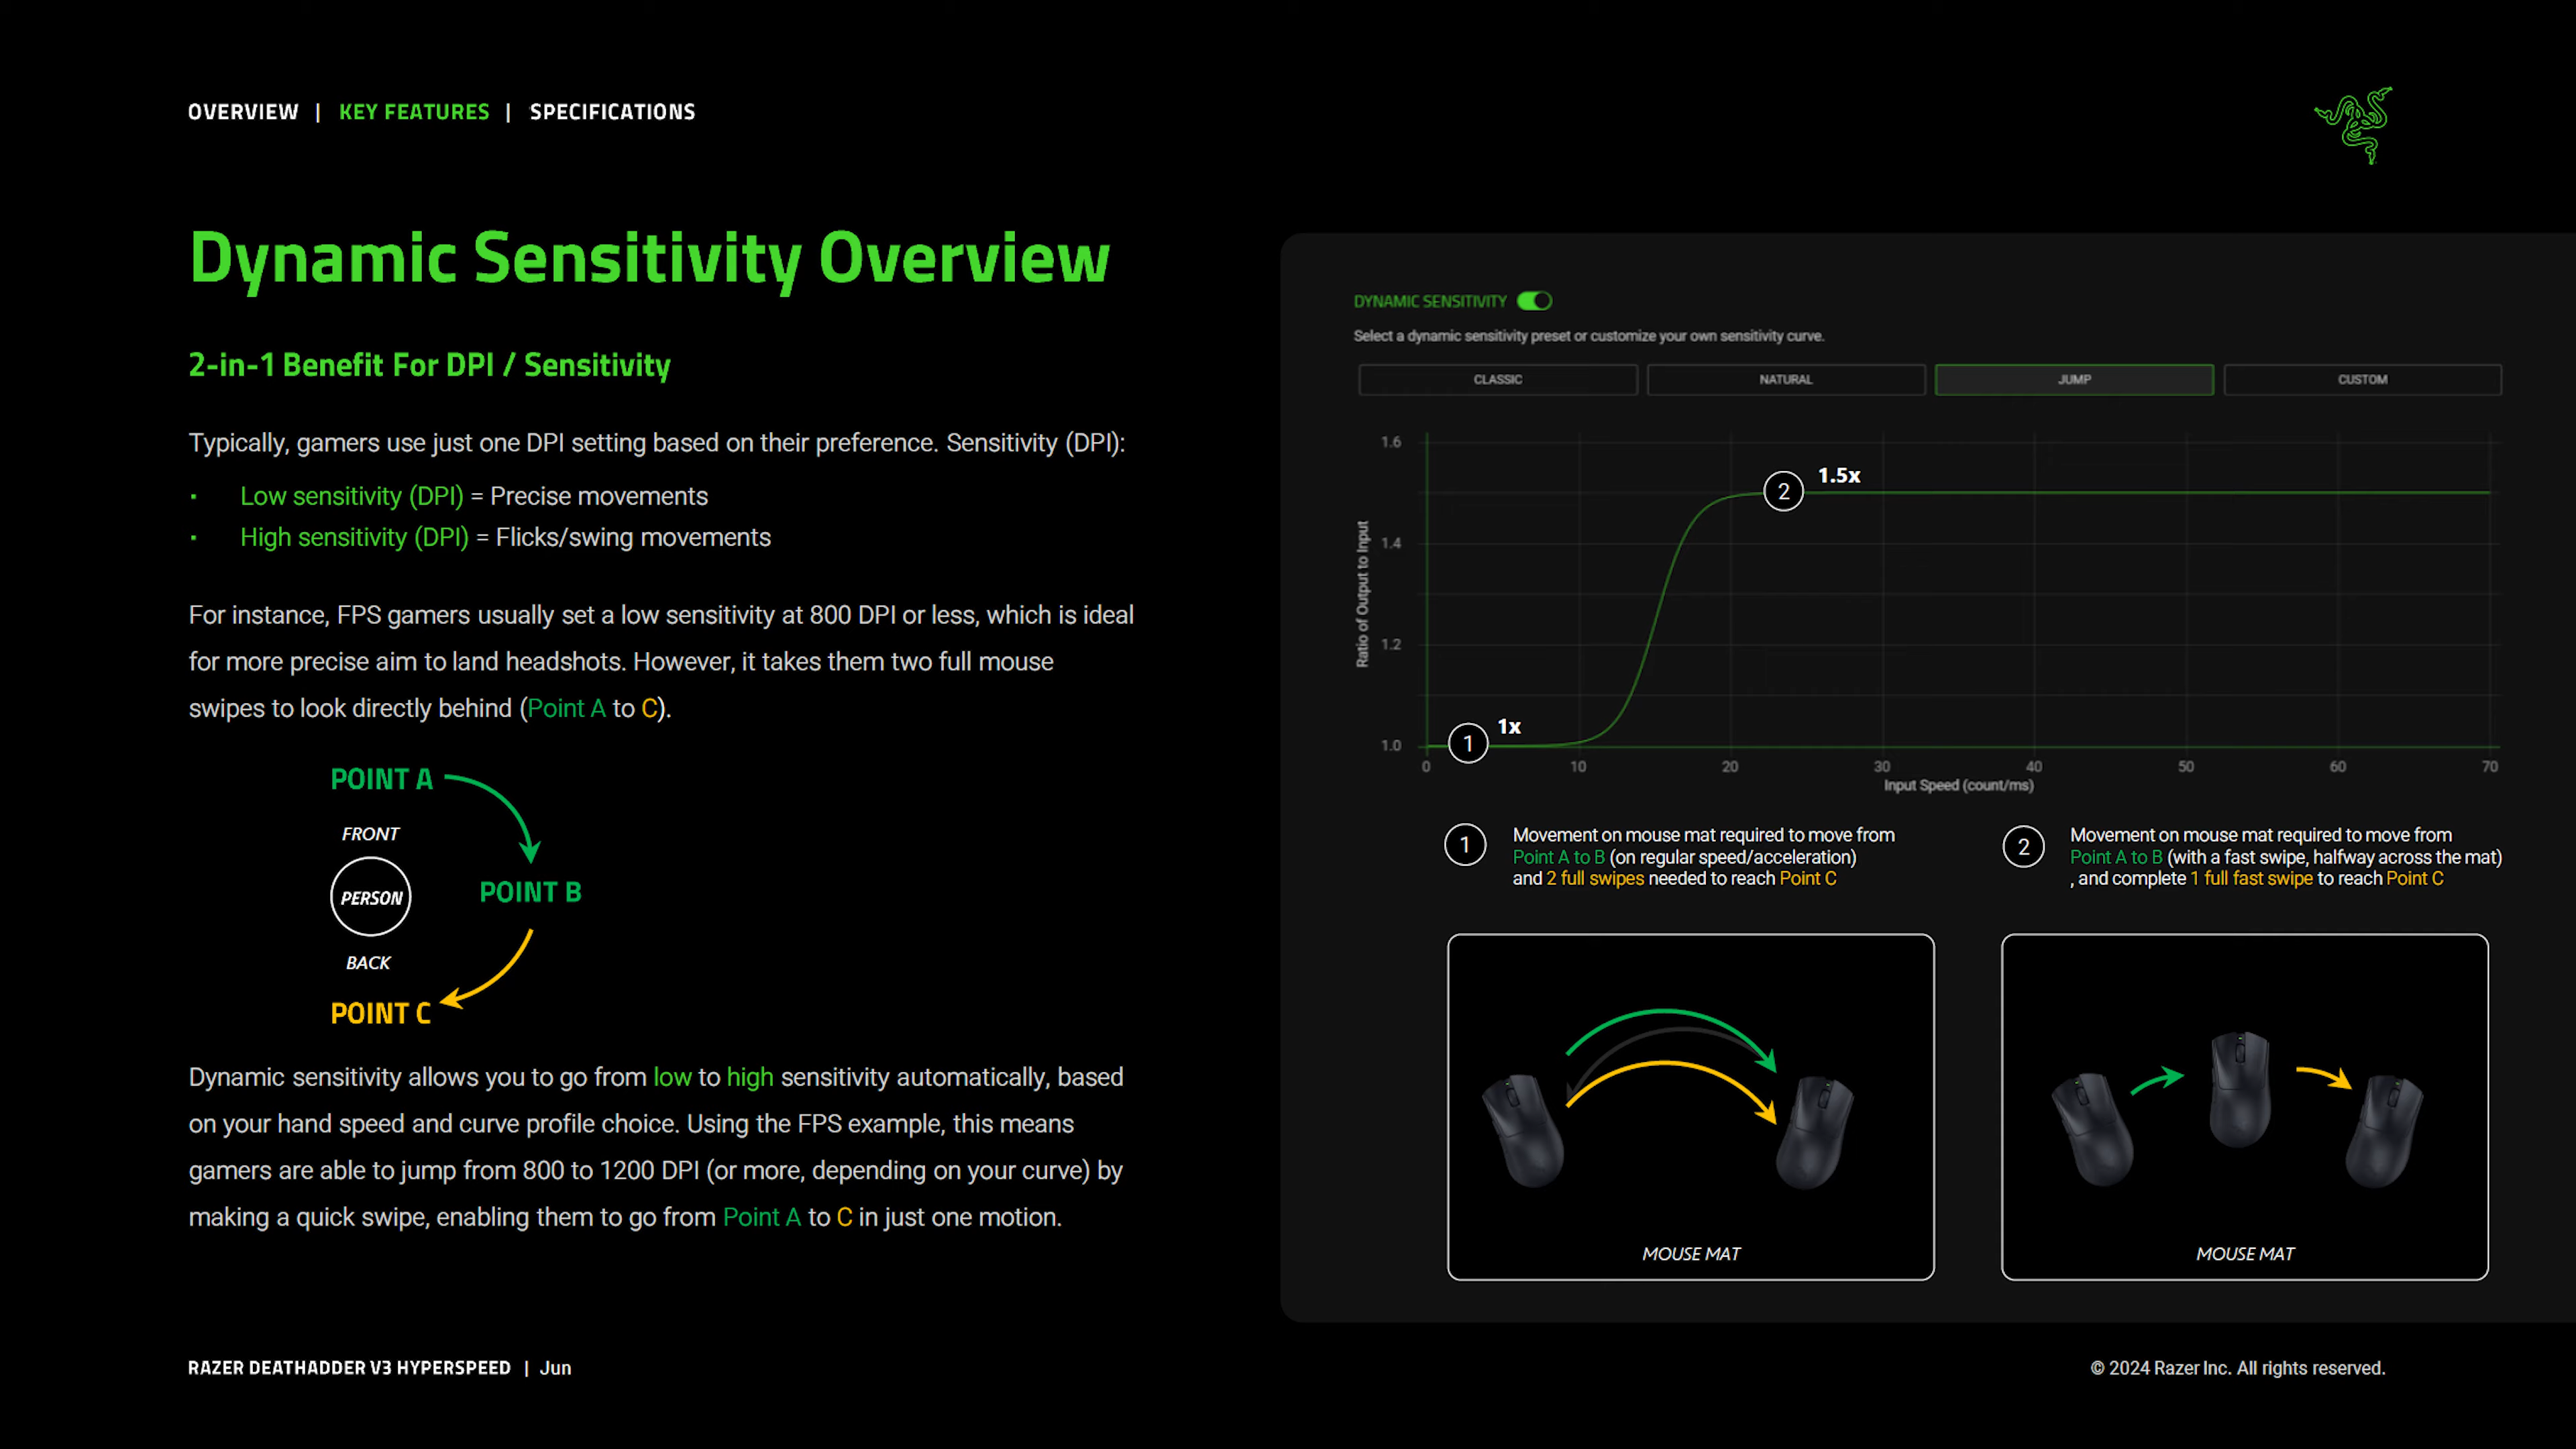 OVERVIEW | KEY FEATURES | SPECIFICATIONS
Dynamic Sensitivity Overview
2-in-1 Benefit For DPI / Sensitivity
Typically, gamers use just one DPI setting based on their preference. Sensitivity (DPI):
· Low sensitivity (DPI) = Precise movements
· High sensitivity (DPI) = Flicks/swing movements
For instance, FPS gamers usually set a low sensitivity at 800 DPI or less, which is ideal
for more precise aim to land headshots. However, it takes them two full mouse
swipes to look directly behind (Point A to C).
POINT A
FRONT
PERSON
POINT B
BACK
POINT C
Dynamic sensitivity allows you to go from low to high sensitivity automatically, based
on your hand speed and curve profile choice. Using the FPS example, this means
gamers are able to jump from 800 to 1200 DPI (or more, depending on your curve) by
making a quick swipe, enabling them to go from Point A to C in just one motion.
DYNAMIC SENSITIVITY
Select a dynamic sensitivity preset or customize your own sensitivity curve.
CLASSIC NATURAL JUMP CUSTOM
Ratio of Output to Input
1.6
1.4
1.2
1.0
2 1.5x
1 1x
0 10 20 30 40 50 60 70
Input Speed (count/ms)
1
Movement on mouse mat required to move from
Point A to B (on regular speed/acceleration)
and 2 full swipes needed to reach Point C
MOUSE MAT
2
Movement on mouse mat required to move from
Point A to B (with a fast swipe, halfway across the mat)
, and complete 1 full fast swipe to reach Point C
MOUSE MAT
RAZER DEATHADDER V3 HYPERSPEED | Jun
© 2024 Razer Inc. All rights reserved.